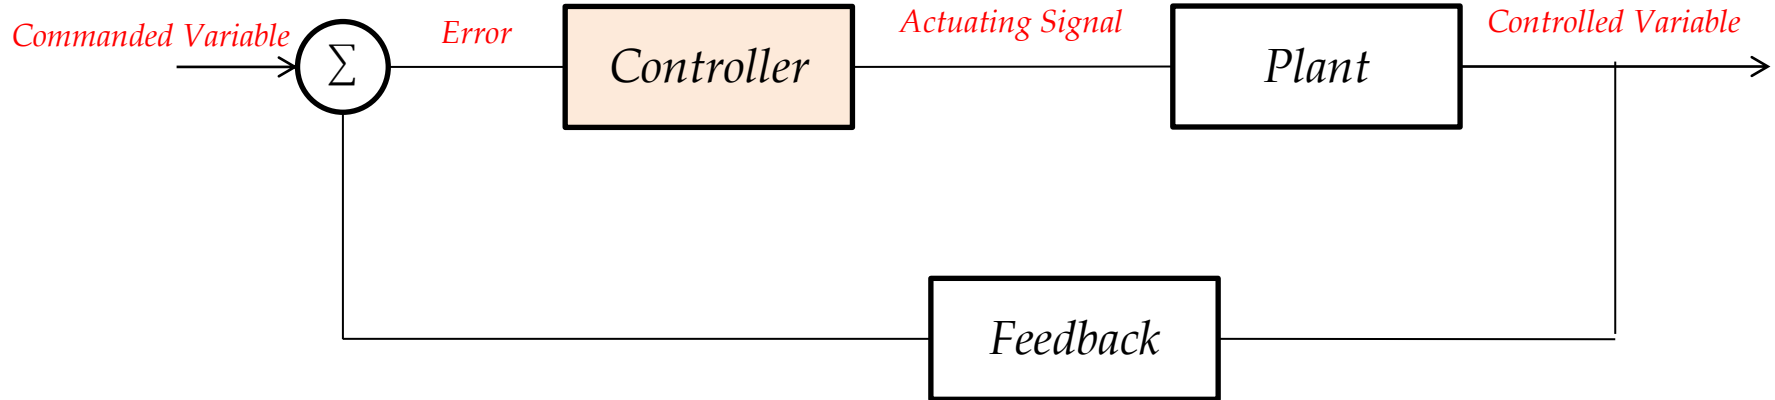 Commanded Variable
Error
Actuating Signal
Controlled Variable
∑
Controller
Plant
Feedback